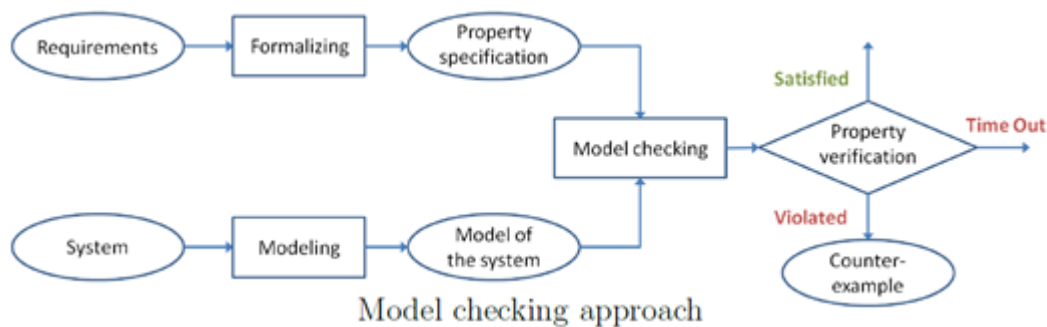 Requirements
Formalizing
Property
specification
Satisfied
Time Out
Model checking
Property
verification
Violated
System
Modeling
Model of
the system
Counter-
example
Model checking approach